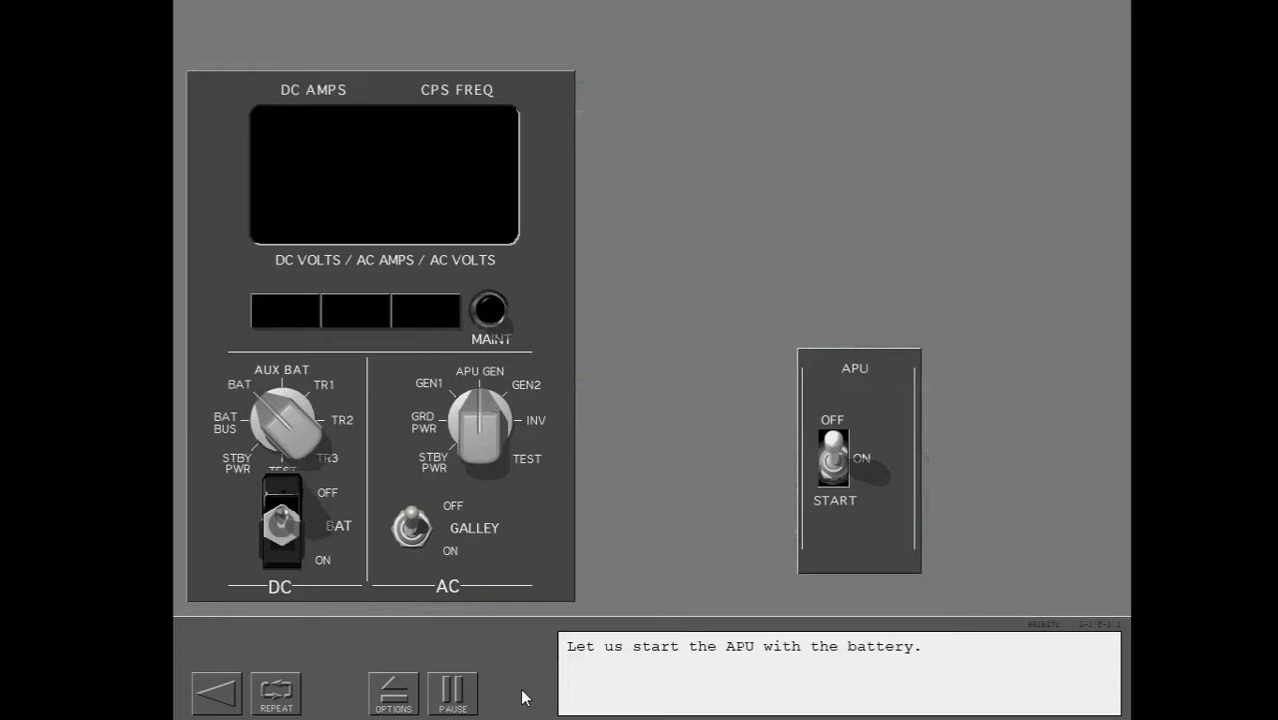 DC AMPS CPS FREQ
DC VOLTS / AC AMPS / AC VOLTS
MAINT
AUX BAT
BAT TR1
BAT BUS TR2
STBY PWR TR3
TEST
OFF
BAT
ON
DC
APU GEN
GEN1 GEN2
GRD PWR INV
STBY PWR TEST
OFF
GALLEY
ON
AC
APU
OFF
ON
START
Let us start the APU with the battery.
REPEAT
OPTIONS
PAUSE